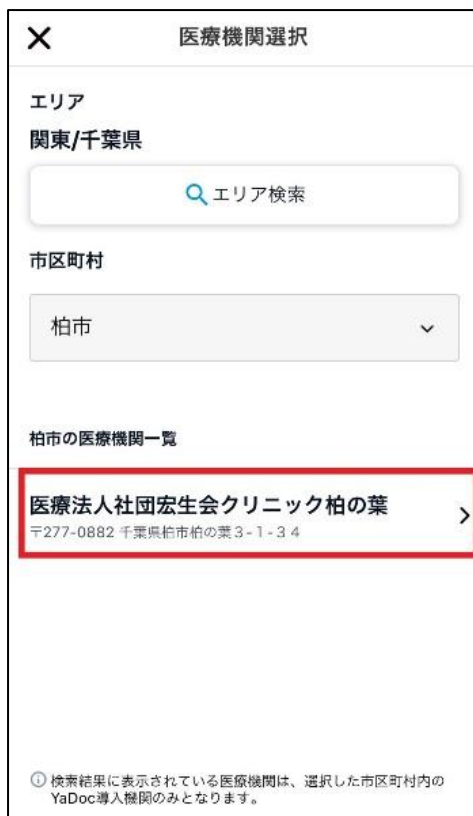 医療機関選択
エリア
関東/千葉県
エリア検索
市区町村
柏市
柏市の医療機関一覧
医療法人社団宏生会クリニック柏の葉
〒277-0882 千葉県柏市柏の葉3-1-34
検索結果に表示されている医療機関は、選択した市区町村内の
YaDoc導入機関のみとなります。